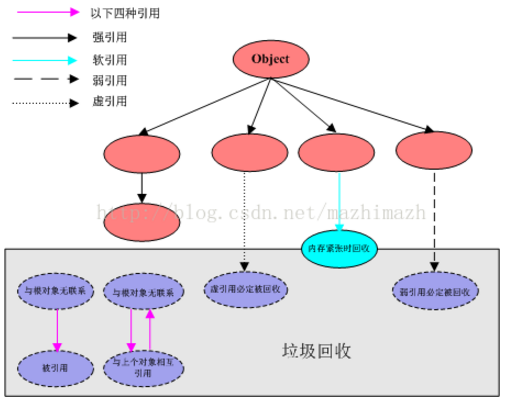 以下四种引用
强引用
软引用
弱引用
虚引用
Object
http://blog.csdn.net/mazhimazh
内存紧张时回收
与根对象无联系
与根对象无联系
虚引用必定被回收
弱引用必定被回收
被引用
与上个对象相互
引用
垃圾回收